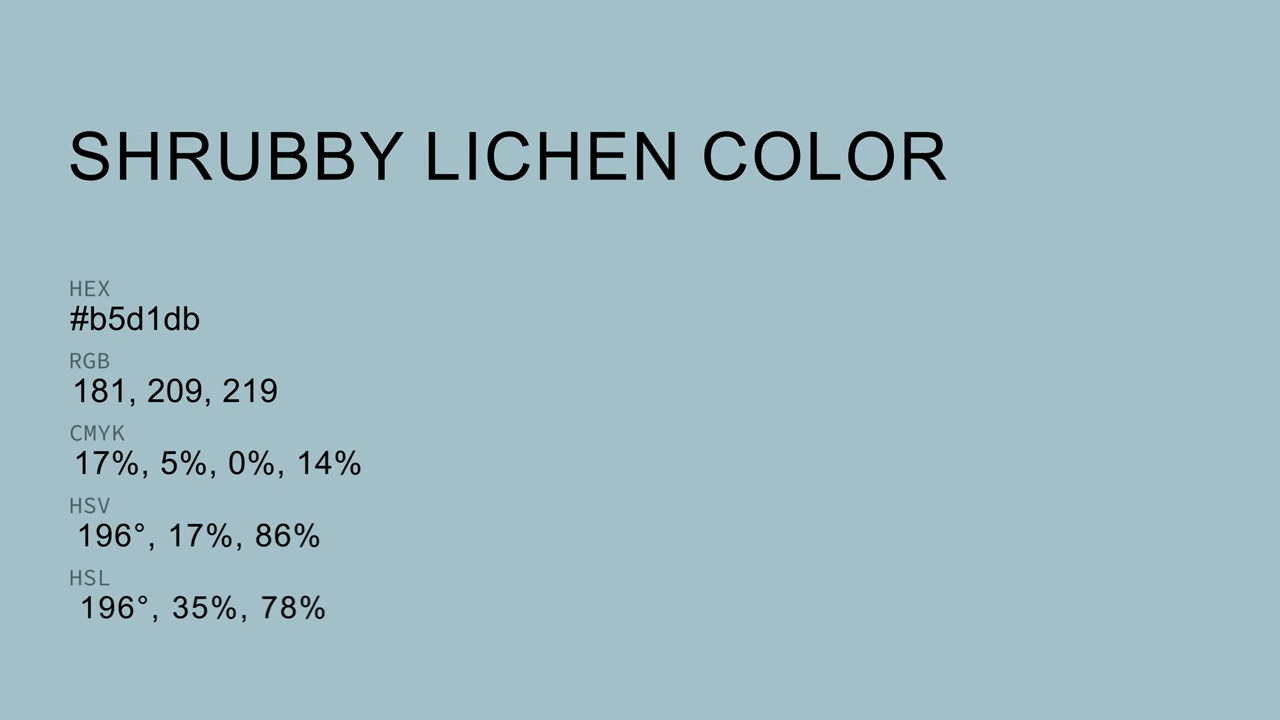 SHRUBBY LICHEN COLOR
HEX
#b5d1db
RGB
181, 209, 219
CMYK
17%, 5%, 0%, 14%
HSV
196°, 17%, 86%
HSL
196°, 35%, 78%